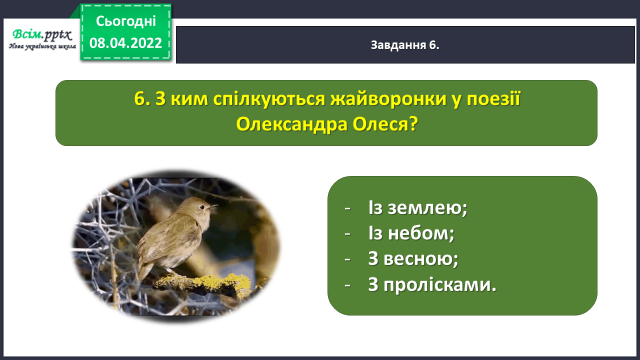 Всім.pptx
Нова українська школа
Сьогодні
08.04.2022
Завдання 6.
6. З ким спілкуються жайворонки у поезії
Олександра Олеся?
- Із землею;
- Із небом;
- З весною;
- З пролісками.